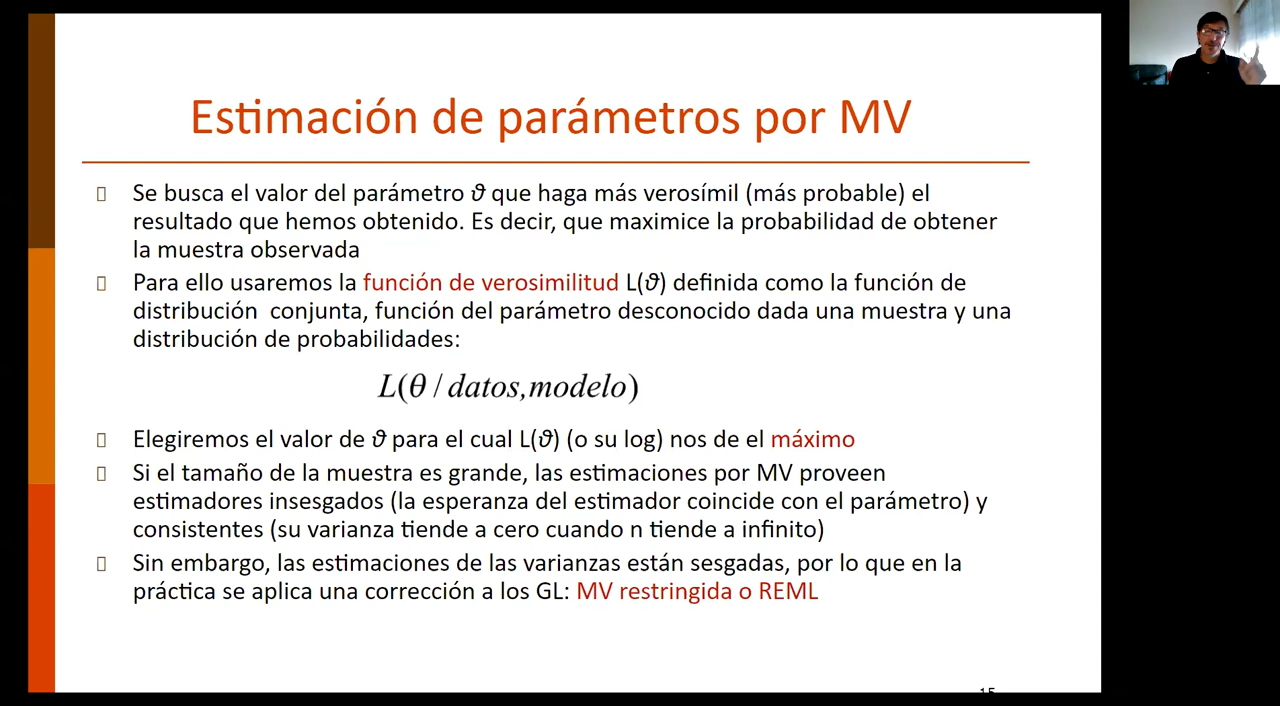 Estimación de parámetros por MV
Se busca el valor del parámetro ϑ que haga más verosímil (más probable) el
resultado que hemos obtenido. Es decir, que maximice la probabilidad de obtener
la muestra observada
Para ello usaremos la función de verosimilitud L(ϑ) definida como la función de
distribución conjunta, función del parámetro desconocido dada una muestra y una
distribución de probabilidades:
L(θ / datos,modelo)
Elegiremos el valor de ϑ para el cual L(ϑ) (o su log) nos de el máximo
Si el tamaño de la muestra es grande, las estimaciones por MV proveen
estimadores insesgados (la esperanza del estimador coincide con el parámetro) y
consistentes (su varianza tiende a cero cuando n tiende a infinito)
Sin embargo, las estimaciones de las varianzas están sesgadas, por lo que en la
práctica se aplica una corrección a los GL: MV restringida o REML
15